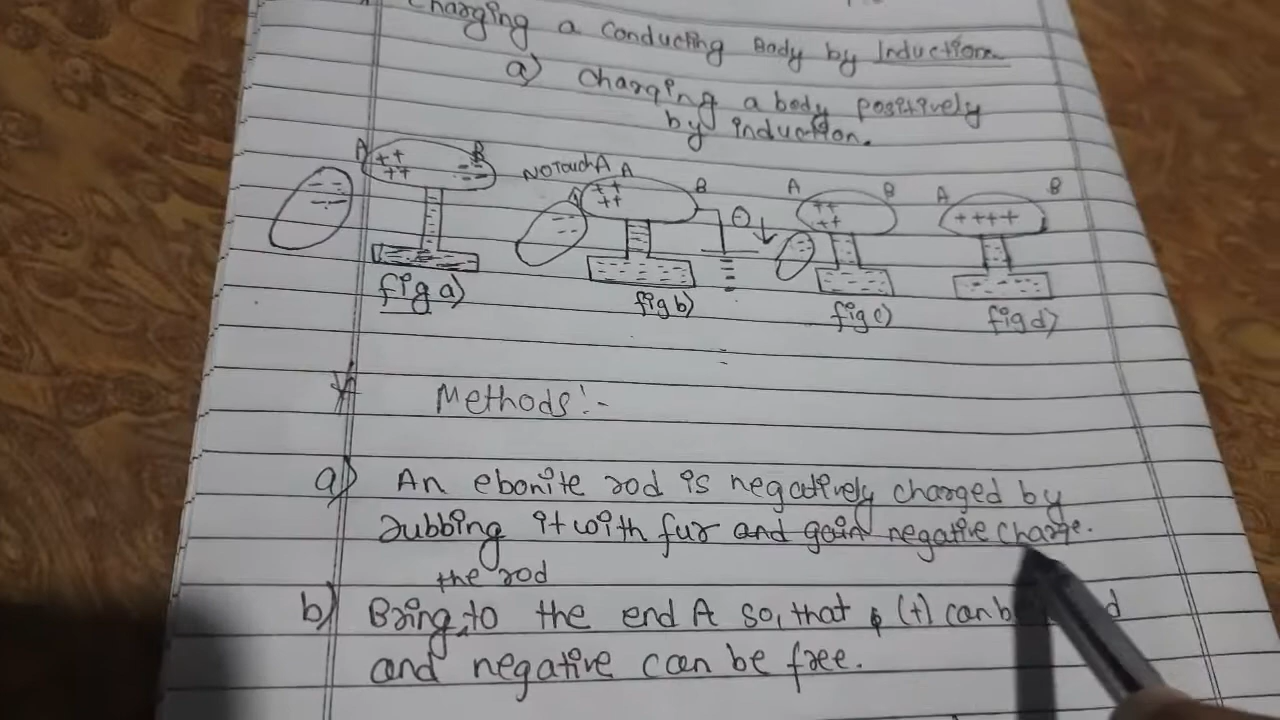 Charging a Conducting Body by Induction
a) Charging a body positively
by induction.
A B
NO Touch A A B
A B
A B
fig a)
fig b)
fig c)
fig d)
Methods:-
a) An ebonite rod is negatively charged by
rubbing it with fur and gain negative charge.
the rod
b) Bring to the end A so, that (+) can b
and negative can be free.